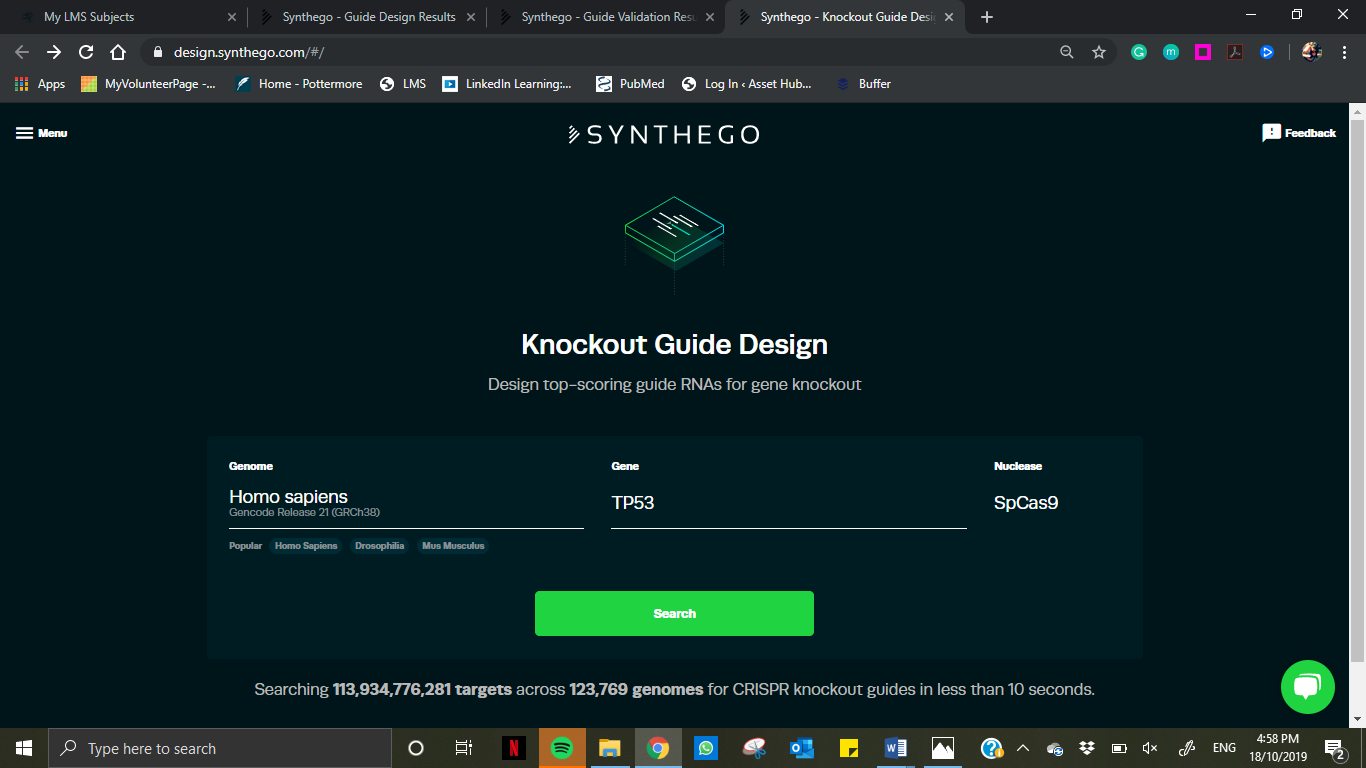 My LMS Subjects
Synthego - Guide Design Results
Synthego - Guide Validation Resu
Synthego - Knockout Guide Desi
design.synthego.com/#/
Apps
MyVolunteerPage -...
Home - Pottermore
LMS
LinkedIn Learning:...
PubMed
Log In ‹ Asset Hub...
Buffer
Menu
SYNTHEGO
Feedback
Knockout Guide Design
Design top-scoring guide RNAs for gene knockout
Genome
Gene
Nuclease
Homo sapiens
Gencode Release 21 (GRCh38)
TP53
SpCas9
Popular Homo Sapiens Drosophilia Mus Musculus
Search
Searching 113,934,776,281 targets across 123,769 genomes for CRISPR knockout guides in less than 10 seconds.
Type here to search
ENG
4:58 PM
18/10/2019
2